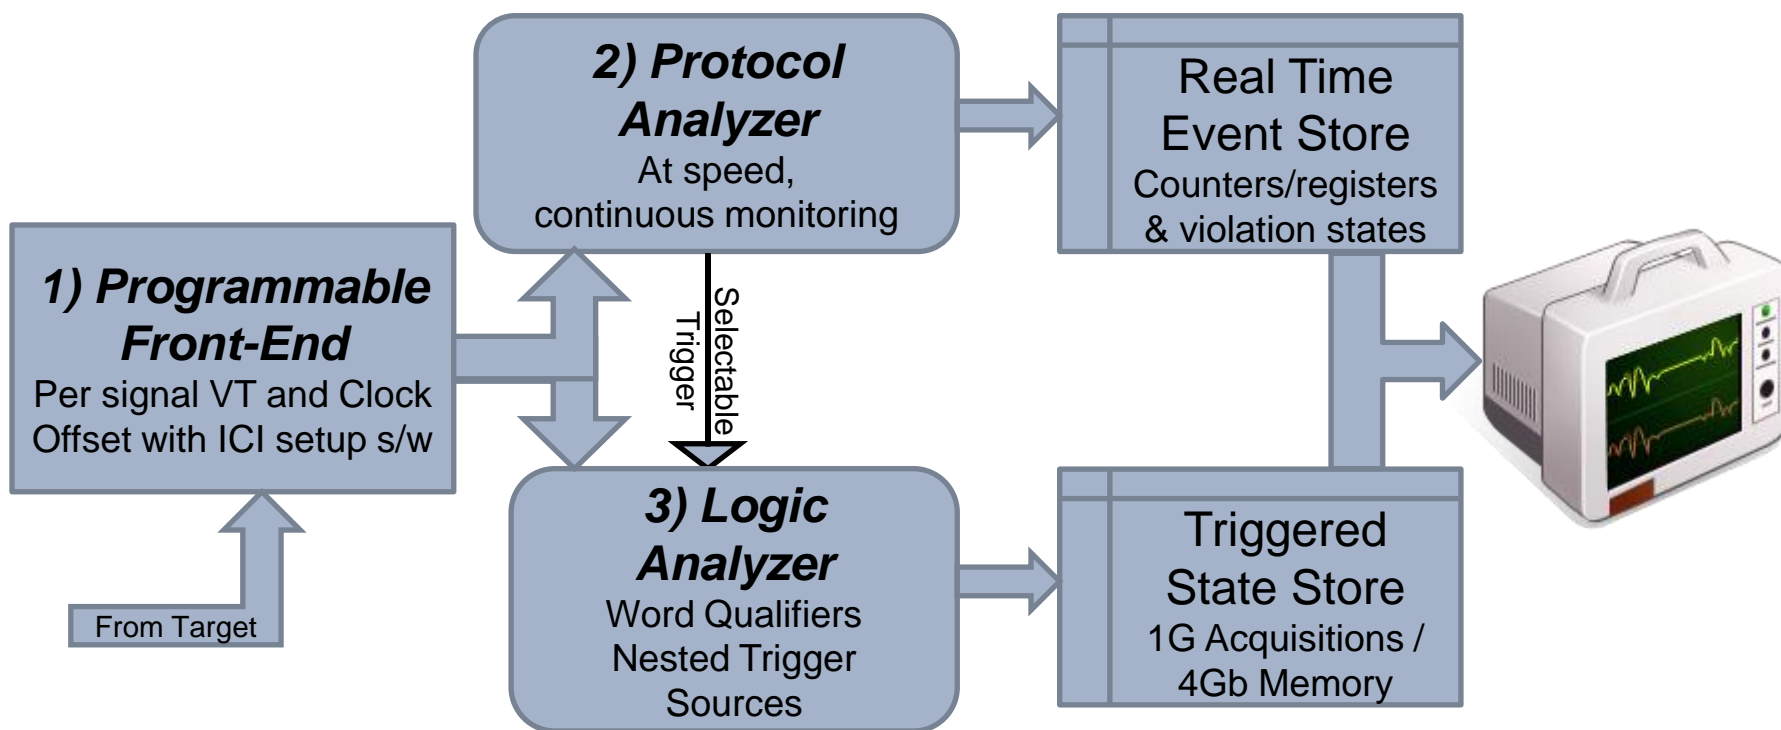 1) Programmable
Front-End
Per signal VT and Clock
Offset with ICI setup s/w
From Target
2) Protocol
Analyzer
At speed,
continuous monitoring
Selectable
Trigger
3) Logic
Analyzer
Word Qualifiers
Nested Trigger
Sources
Real Time
Event Store
Counters/registers
& violation states
Triggered
State Store
1G Acquisitions /
4Gb Memory